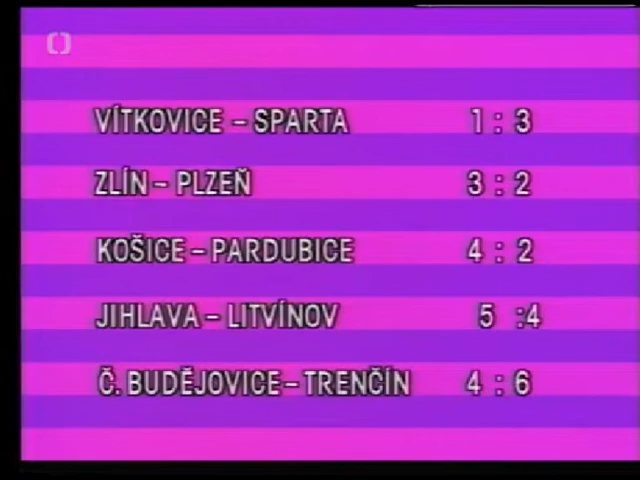 VÍTKOVICE – SPARTA 1 : 3
ZLÍN – PLZEŇ 3 : 2
KOŠICE – PARDUBICE 4 : 2
JIHLAVA – LITVÍNOV 5 :4
Č. BUDĚJOVICE – TRENČÍN 4 : 6